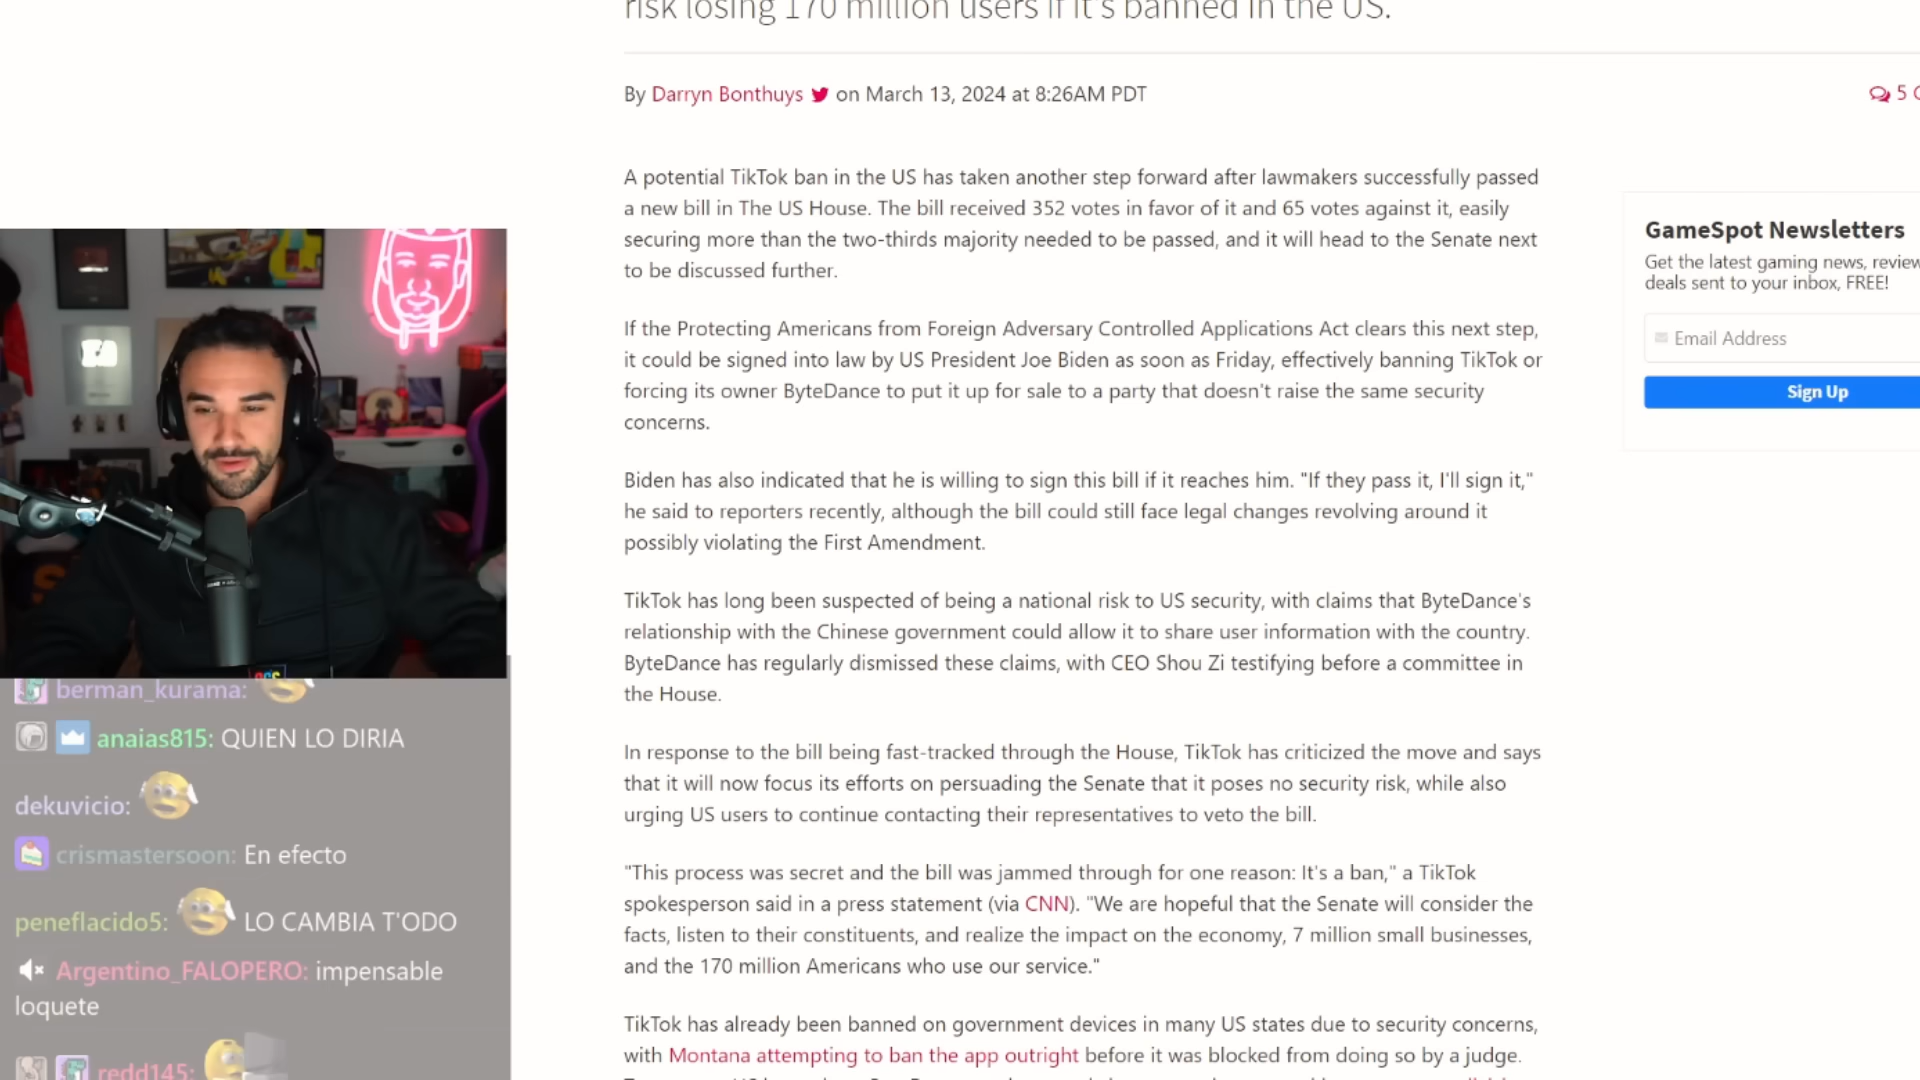 risk losing 170 million users if it's banned in the US.
By Darryn Bonthuys on March 13, 2024 at 8:26AM PDT
5
A potential TikTok ban in the US has taken another step forward after lawmakers successfully passed
a new bill in The US House. The bill received 352 votes in favor of it and 65 votes against it, easily
securing more than the two-thirds majority needed to be passed, and it will head to the Senate next
to be discussed further.
If the Protecting Americans from Foreign Adversary Controlled Applications Act clears this next step,
it could be signed into law by US President Joe Biden as soon as Friday, effectively banning TikTok or
forcing its owner ByteDance to put it up for sale to a party that doesn't raise the same security
concerns.
Biden has also indicated that he is willing to sign this bill if it reaches him. "If they pass it, I'll sign it,"
he said to reporters recently, although the bill could still face legal changes revolving around it
possibly violating the First Amendment.
TikTok has long been suspected of being a national risk to US security, with claims that ByteDance's
relationship with the Chinese government could allow it to share user information with the country.
ByteDance has regularly dismissed these claims, with CEO Shou Zi testifying before a committee in
the House.
In response to the bill being fast-tracked through the House, TikTok has criticized the move and says
that it will now focus its efforts on persuading the Senate that it poses no security risk, while also
urging US users to continue contacting their representatives to veto the bill.
"This process was secret and the bill was jammed through for one reason: It's a ban," a TikTok
spokesperson said in a press statement (via CNN). "We are hopeful that the Senate will consider the
facts, listen to their constituents, and realize the impact on the economy, 7 million small businesses,
and the 170 million Americans who use our service."
TikTok has already been banned on government devices in many US states due to security concerns,
with Montana attempting to ban the app outright before it was blocked from doing so by a judge.
GameSpot Newsletters
Get the latest gaming news, review
deals sent to your inbox, FREE!
Email Address
Sign Up
berman_kurama:
anaias815: QUIEN LO DIRIA
dekuvicio:
crismastersoon: En efecto
peneflacido5: LO CAMBIA T'ODO
Argentino_FALOPERO: impensable
loquete
redd145: